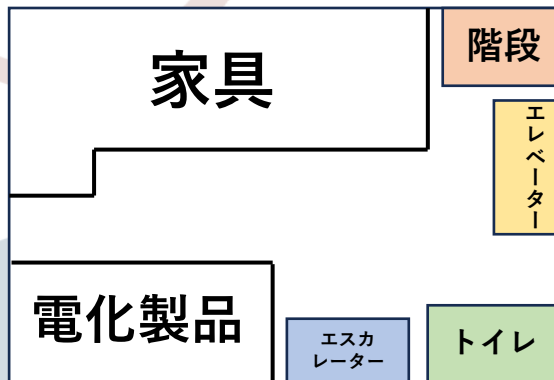 家具
階段
エレベーター
電化製品
エスカ
レーター
トイレ